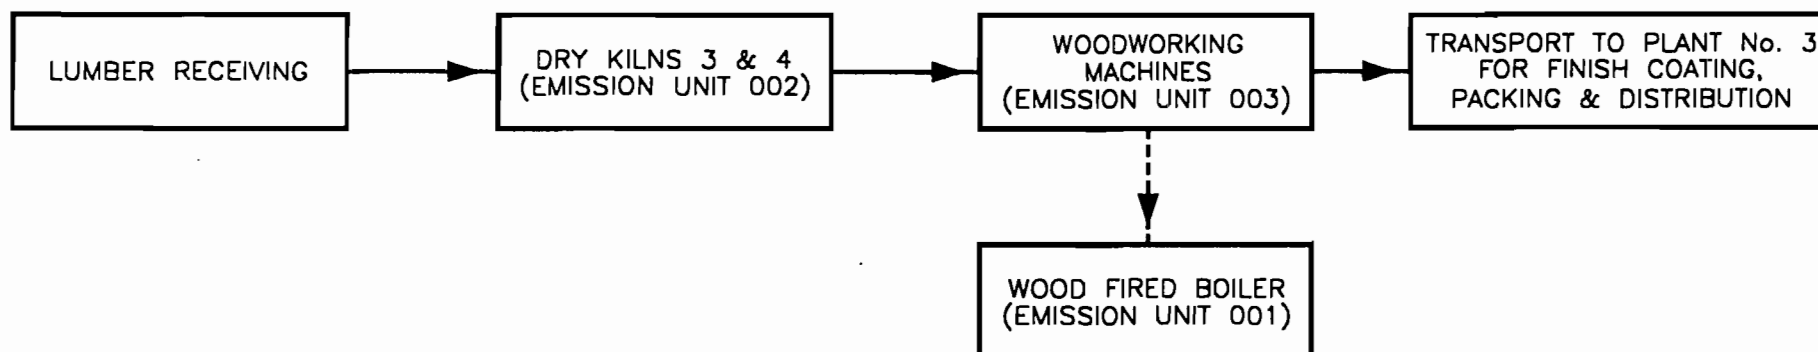 LUMBER RECEIVING
DRY KILNS 3 & 4
(EMISSION UNIT 002)
WOODWORKING
MACHINES
(EMISSION UNIT 003)
TRANSPORT TO PLANT No. 3
FOR FINISH COATING,
PACKING & DISTRIBUTION
WOOD FIRED BOILER
(EMISSION UNIT 001)